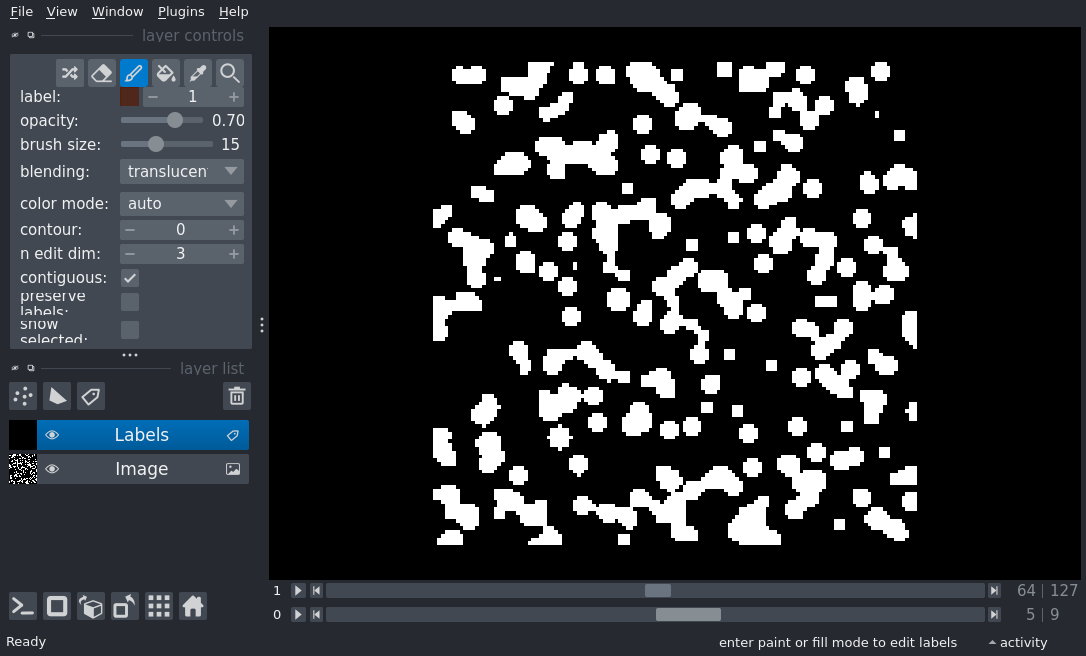 File View Window Plugins Help
layer controls
label: 1
opacity: 0.70
brush size: 15
blending: translucen
color mode: auto
contour: 0
n edit dim: 3
contiguous:
preserve
labels:
show
selected:
layer list
Labels
Image
1 64 | 127
0 5 | 9
Ready enter paint or fill mode to edit labels activity